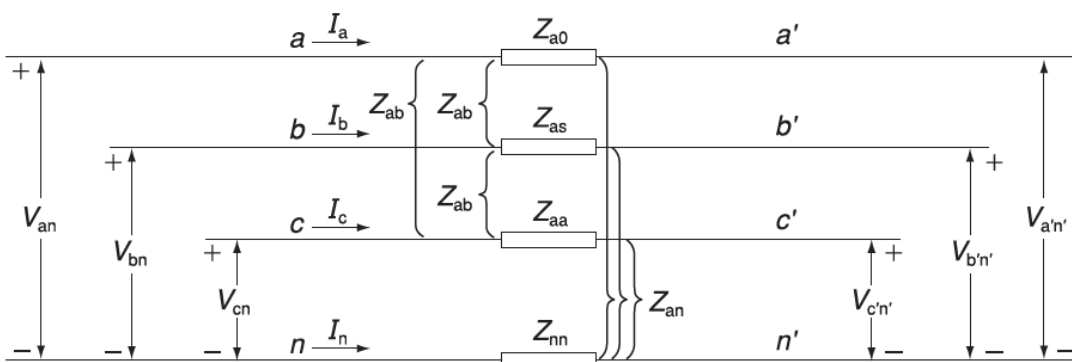 a I_a Z_a0 a′
+
Z_ab Z_ab
b I_b Z_as b′
+ +
Z_ab
V_an c I_c Z_aa c′ V_a′n′
V_bn + + V_b′n′
V_cn Z_an V_c′n′
n I_n Z_nn n′
− − − − − −